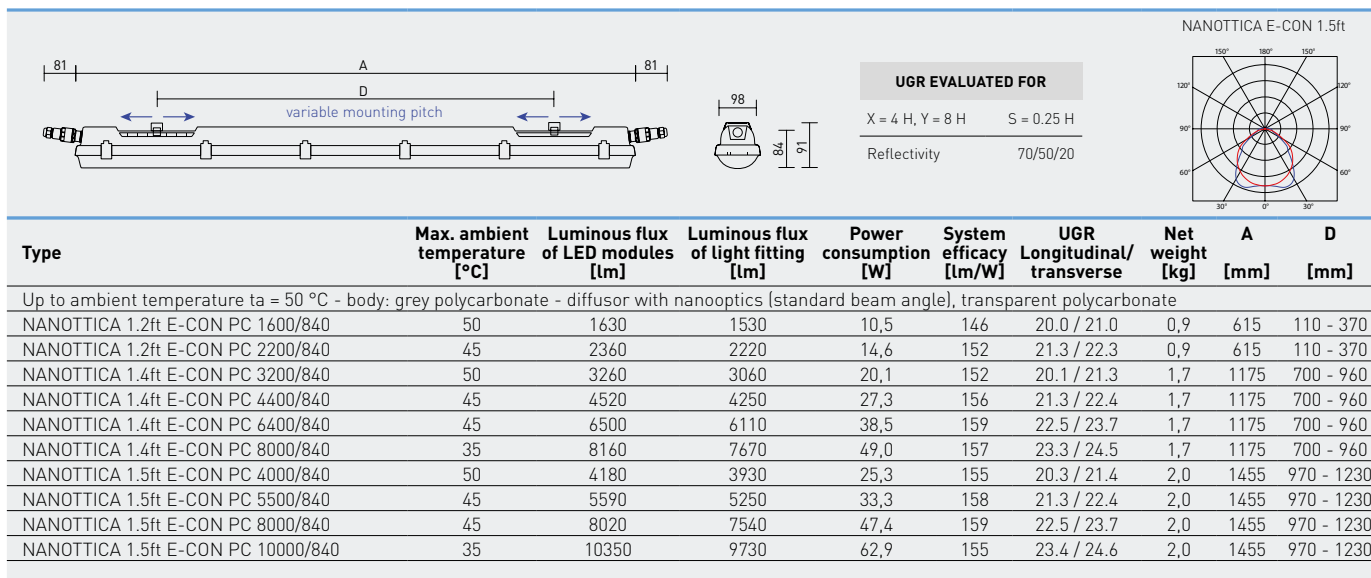 NANOTTICA E-CON 1.5ft
150° 180° 150°
120° 120°
90° 90°
60° 60°
30° 0° 30°
81 A 81
D
variable mounting pitch
98
84
91
UGR EVALUATED FOR
X = 4 H, Y = 8 H S = 0.25 H
Reflectivity 70/50/20
Type Max. ambient temperature [°C] Luminous flux of LED modules [lm] Luminous flux of light fitting [lm] Power consumption [W] System efficacy [lm/W] UGR Longitudinal/ transverse Net weight [kg] A [mm] D [mm]
Up to ambient temperature ta = 50 °C - body: grey polycarbonate - diffusor with nanooptics (standard beam angle), transparent polycarbonate
NANOTTICA 1.2ft E-CON PC 1600/840 50 1630 1530 10,5 146 20.0 / 21.0 0,9 615 110 - 370
NANOTTICA 1.2ft E-CON PC 2200/840 45 2360 2220 14,6 152 21.3 / 22.3 0,9 615 110 - 370
NANOTTICA 1.4ft E-CON PC 3200/840 50 3260 3060 20,1 152 20.1 / 21.3 1,7 1175 700 - 960
NANOTTICA 1.4ft E-CON PC 4400/840 45 4520 4250 27,3 156 21.3 / 22.4 1,7 1175 700 - 960
NANOTTICA 1.4ft E-CON PC 6400/840 45 6500 6110 38,5 159 22.5 / 23.7 1,7 1175 700 - 960
NANOTTICA 1.4ft E-CON PC 8000/840 35 8160 7670 49,0 157 23.3 / 24.5 1,7 1175 700 - 960
NANOTTICA 1.5ft E-CON PC 4000/840 50 4180 3930 25,3 155 20.3 / 21.4 2,0 1455 970 - 1230
NANOTTICA 1.5ft E-CON PC 5500/840 45 5590 5250 33,3 158 21.3 / 22.4 2,0 1455 970 - 1230
NANOTTICA 1.5ft E-CON PC 8000/840 45 8020 7540 47,4 159 22.5 / 23.7 2,0 1455 970 - 1230
NANOTTICA 1.5ft E-CON PC 10000/840 35 10350 9730 62,9 155 23.4 / 24.6 2,0 1455 970 - 1230